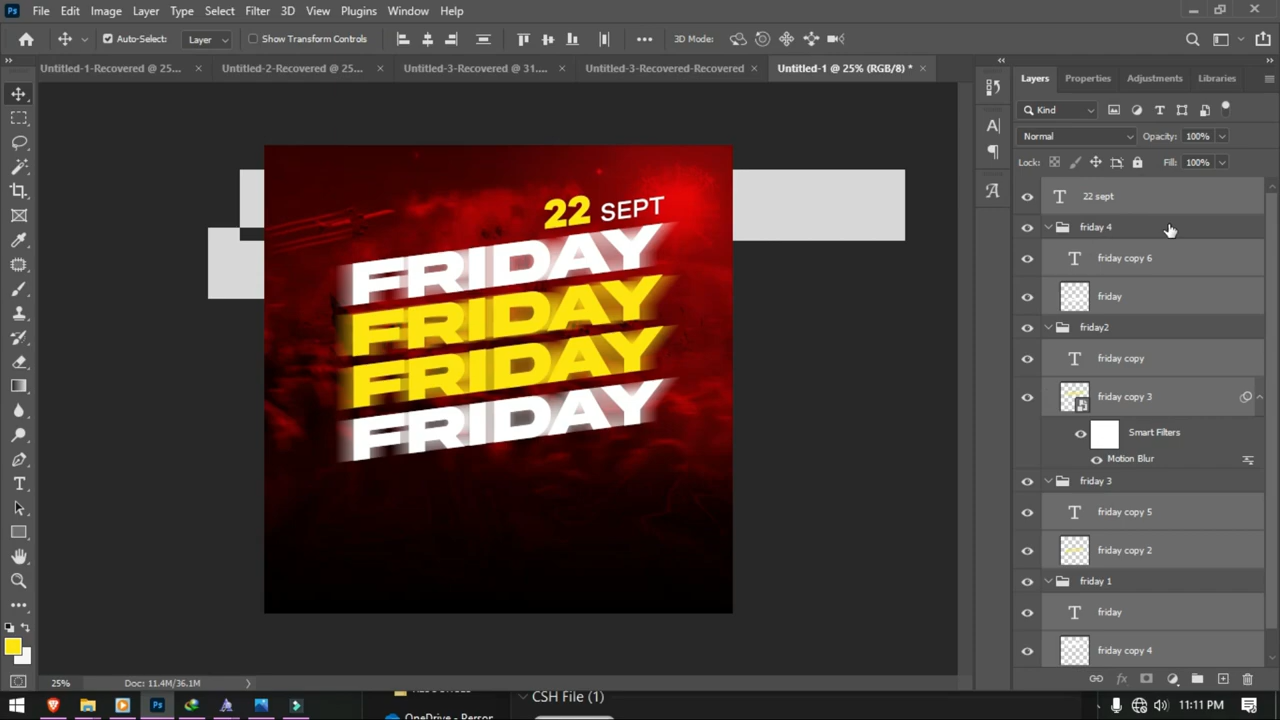 Ps File Edit Image Layer Type Select Filter 3D View Plugins Window Help
Auto-Select: Layer Show Transform Controls 3D Mode:
Untitled-1-Recovered @ 25... × Untitled-2-Recovered @ 25... × Untitled-3-Recovered @ 31.... × Untitled-3-Recovered-Recovered × Untitled-1 @ 25% (RGB/8) * ×
Layers Properties Adjustments Libraries
Kind
Normal Opacity: 100%
Lock: Fill: 100%
22 sept
friday 4
friday copy 6
friday
friday2
friday copy
friday copy 3
Smart Filters
Motion Blur
friday 3
friday copy 5
friday copy 2
friday 1
friday
friday copy 4
22 SEPT
FRIDAY
FRIDAY
FRIDAY
FRIDAY
25% Doc: 11.4M/36.1M
CSH File (1)
OneDrive - Person
11:11 PM